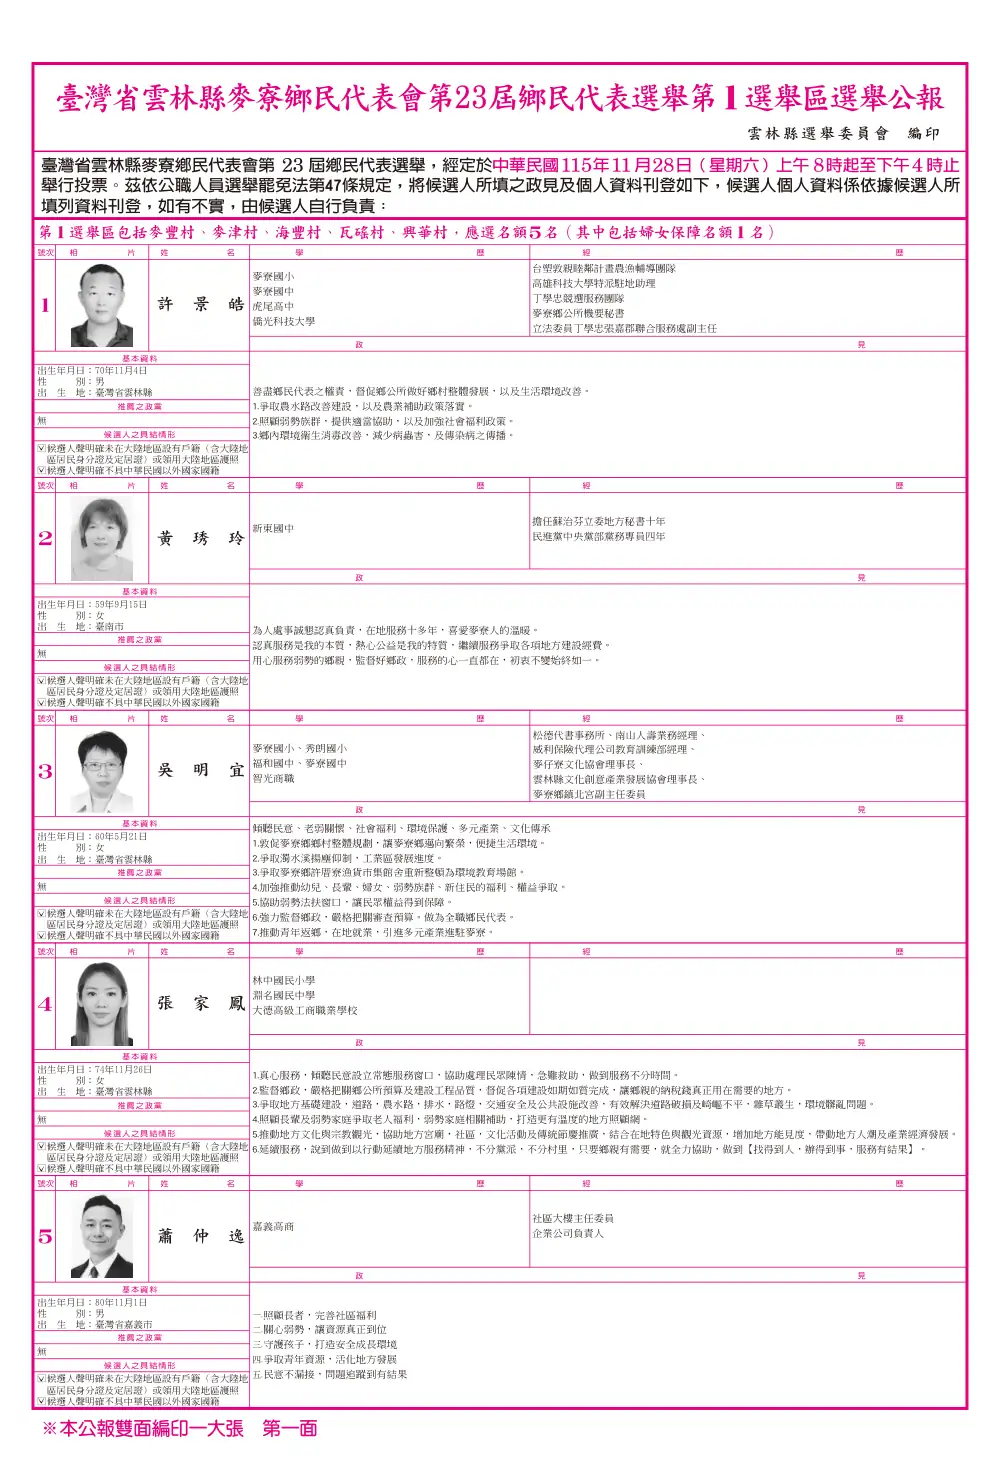 臺灣省雲林縣麥寮鄉民代表會第23屆鄉民代表選舉第1選舉區選舉公報
雲林縣選舉委員會　編印
臺灣省雲林縣麥寮鄉民代表會第 23 屆鄉民代表選舉，經定於中華民國115年11月28日（星期六）上午8時起至下午4時止
舉行投票。茲依公職人員選舉罷免法第47條規定，將候選人所填之政見及個人資料刊登如下，候選人個人資料係依據候選人所
填列資料刊登，如有不實，由候選人自行負責：
第1選舉區包括麥豐村、麥津村、海豐村、瓦磘村、興華村，應選名額5名（其中包括婦女保障名額1名）
號次 相 片 姓 名 學 歷 經 歷
1
許景皓
麥寮國小
麥寮國中
虎尾高中
僑光科技大學
台塑敦親睦鄰計畫農漁輔導團隊
高雄科技大學特派駐地助理
丁學忠競選服務團隊
麥寮鄉公所機要秘書
立法委員丁學忠張嘉郡聯合服務處副主任
政 見
基本資料
出生年月日：70年11月4日
性　　別：男
出　生　地：臺灣省雲林縣
推薦之政黨
無
候選人之具結情形
☑候選人聲明確未在大陸地區設有戶籍（含大陸地
區居民身分證及定居證）或領用大陸地區護照
☑候選人聲明確不具中華民國以外國家國籍
善盡鄉民代表之權責，督促鄉公所做好鄉村整體發展，以及生活環境改善。
1.爭取農水路改善建設，以及農業補助政策落實。
2.照顧弱勢族群，提供適當協助，以及加強社會福利政策。
3.鄉內環境衛生消毒改善，減少病蟲害，及傳染病之傳播。
號次 相 片 姓 名 學 歷 經 歷
2
黃琇玲
新東國中
擔任蘇治芬立委地方秘書十年
民進黨中央黨部黨務專員四年
政 見
基本資料
出生年月日：59年9月15日
性　　別：女
出　生　地：臺南市
推薦之政黨
無
候選人之具結情形
☑候選人聲明確未在大陸地區設有戶籍（含大陸地
區居民身分證及定居證）或領用大陸地區護照
☑候選人聲明確不具中華民國以外國家國籍
為人處事誠懇認真負責，在地服務十多年，喜愛麥寮人的溫暖。
認真服務是我的本質，熱心公益是我的特質，繼續服務爭取各項地方建設經費。
用心服務弱勢的鄉親，監督好鄉政，服務的心一直都在，初衷不變始終如一。
號次 相 片 姓 名 學 歷 經 歷
3
吳明宜
麥寮國小、秀朗國小
福和國中、麥寮國中
智光商職
松德代書事務所、南山人壽業務經理、
威利保險代理公司教育訓練部經理、
麥仔寮文化協會理事長、
雲林縣文化創意產業發展協會理事長、
麥寮鄉鎮北宮副主任委員
政 見
基本資料
出生年月日：60年5月21日
性　　別：女
出　生　地：臺灣省雲林縣
推薦之政黨
無
候選人之具結情形
☑候選人聲明確未在大陸地區設有戶籍（含大陸地
區居民身分證及定居證）或領用大陸地區護照
☑候選人聲明確不具中華民國以外國家國籍
傾聽民意、老弱關懷、社會福利、環境保護、多元產業、文化傳承
1.敦促麥寮鄉鄉村整體規劃，讓麥寮鄉邁向繁榮，便捷生活環境。
2.爭取濁水溪揚塵仰制，工業區發展進度。
3.爭取麥寮鄉許厝寮漁貨市集館舍重新整頓為環境教育場館。
4.加強推動幼兒、長輩、婦女、弱勢族群、新住民的福利、權益爭取。
5.協助弱勢法扶窗口，讓民眾權益得到保障。
6.強力監督鄉政，嚴格把關審查預算。做為全職鄉民代表。
7.推動青年返鄉，在地就業，引進多元產業進駐麥寮。
號次 相 片 姓 名 學 歷 經 歷
4
張家鳳
林中國民小學
淵名國民中學
大德高級工商職業學校
政 見
基本資料
出生年月日：74年11月26日
性　　別：女
出　生　地：臺灣省雲林縣
推薦之政黨
無
候選人之具結情形
☑候選人聲明確未在大陸地區設有戶籍（含大陸地
區居民身分證及定居證）或領用大陸地區護照
☑候選人聲明確不具中華民國以外國家國籍
1.真心服務，傾聽民意設立常態服務窗口，協助處理民眾陳情，急難救助，做到服務不分時間。
2.監督鄉政，嚴格把關鄉公所預算及建設工程品質，督促各項建設如期如質完成，讓鄉親的納稅錢真正用在需要的地方。
3.爭取地方基礎建設，道路，農水路，排水，路燈，交通安全及公共設施改善，有效解決道路破損及崎嶇不平，雜草叢生，環境髒亂問題。
4.照顧長輩及弱勢家庭爭取老人福利，弱勢家庭相關補助，打造更有溫度的地方照顧網。
5.推動地方文化與宗教觀光，協助地方宮廟，社區，文化活動及傳統節慶推廣，結合在地特色與觀光資源，增加地方能見度，帶動地方人潮及產業經濟發展。
6.延續服務，說到做到以行動延續地方服務精神，不分黨派，不分村里，只要鄉親有需要，就全力協助，做到【找得到人，辦得到事，服務有結果】。
號次 相 片 姓 名 學 歷 經 歷
5
蕭仲逸
嘉義高商
社區大樓主任委員
企業公司負責人
政 見
基本資料
出生年月日：80年11月1日
性　　別：男
出　生　地：臺灣省嘉義市
推薦之政黨
無
候選人之具結情形
☑候選人聲明確未在大陸地區設有戶籍（含大陸地
區居民身分證及定居證）或領用大陸地區護照
☑候選人聲明確不具中華民國以外國家國籍
一.照顧長者，完善社區福利
二.關心弱勢，讓資源真正到位
三.守護孩子，打造安全成長環境
四.爭取青年資源，活化地方發展
五.民意不漏接，問題追蹤到有結果
※本公報雙面編印一大張　第一面